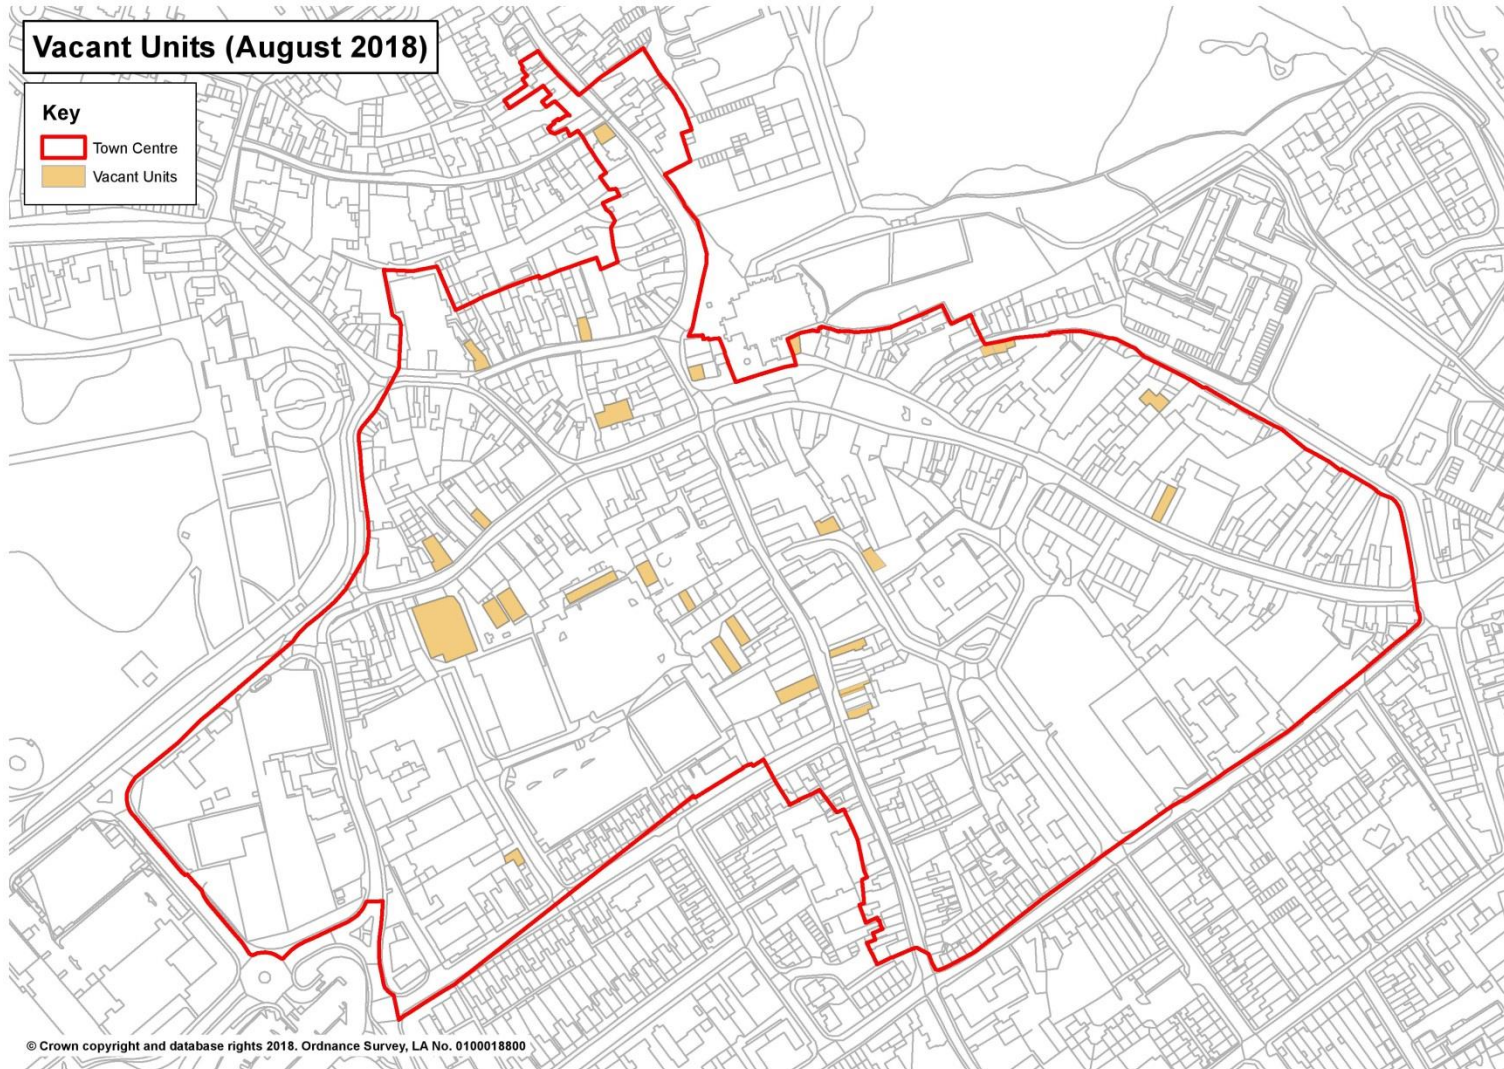 Vacant Units (August 2018)
Key
Town Centre
Vacant Units
© Crown copyright and database rights 2018. Ordnance Survey, LA No. 0100018800